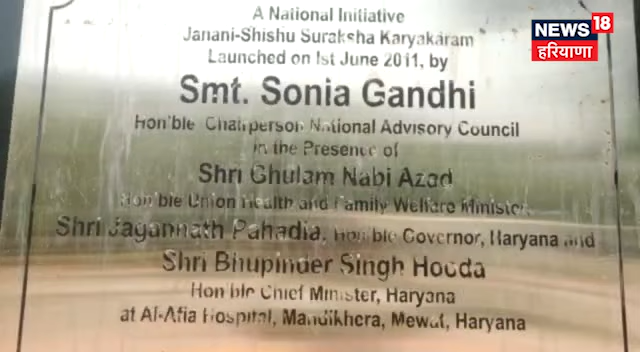 A National Initiative
Janani-Shishu Suraksha Karyakaram
Launched on 1st June 2011, by
Smt. Sonia Gandhi
Hon'ble Chairperson National Advisory Council
in the Presence of
Shri Ghulam Nabi Azad
Hon'ble Union Health and Family Welfare Minister,
Shri Jagannath Pahadia, Hon'ble Governor, Haryana and
Shri Bhupinder Singh Hooda
Hon'ble Chief Minister, Haryana
at Al-Afia Hospital, Mandikhera, Mewat, Haryana
NEWS 18
हरियाणा